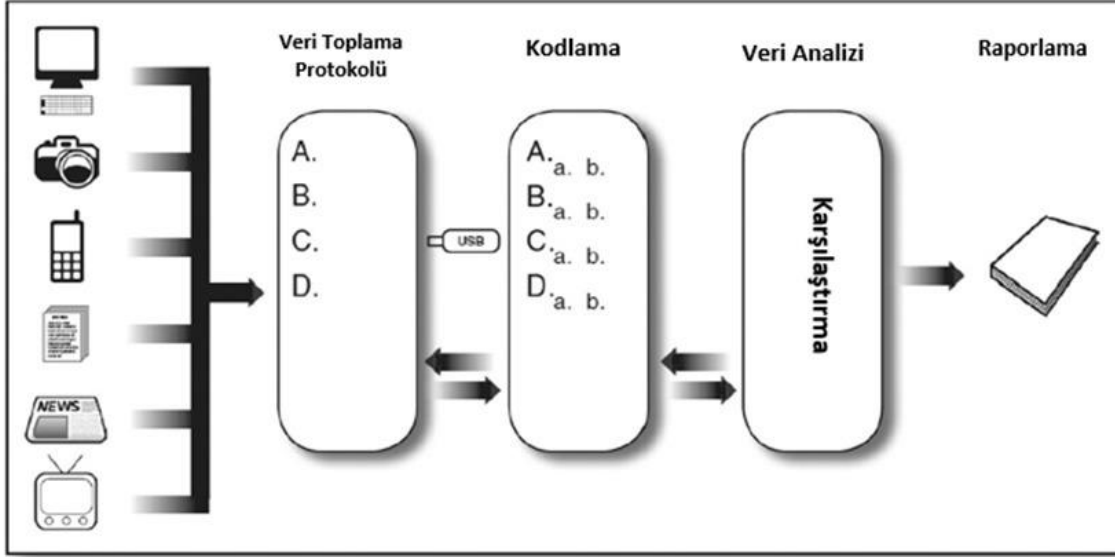 Veri Toplama
Protokolü
Kodlama
Veri Analizi
Raporlama
A.
B.
C.
D.
USB
A.
a. b.
B.
a. b.
C.
a. b.
D.
a. b.
Karşılaştırma
NEWS